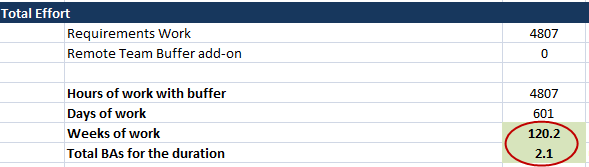 Total Effort
Requirements Work 4807
Remote Team Buffer add-on 0
Hours of work with buffer 4807
Days of work 601
Weeks of work 120.2
Total BAs for the duration 2.1